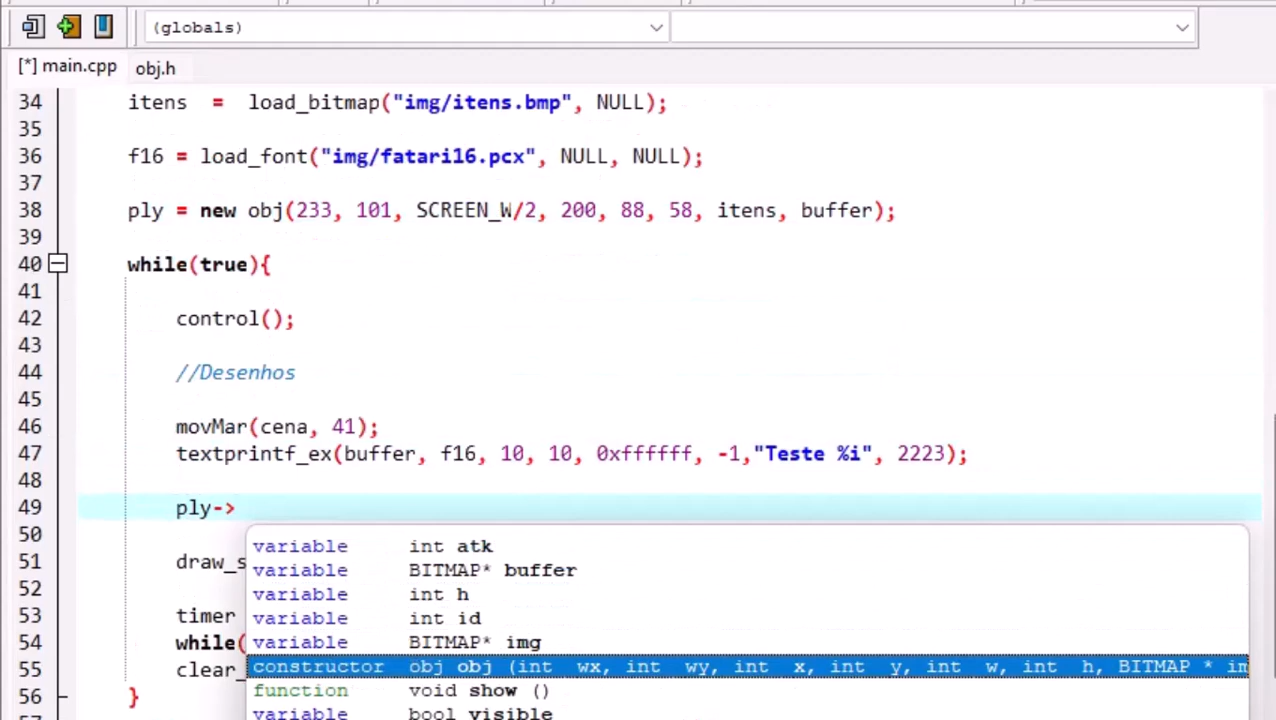 (globals)
[*] main.cpp obj.h
34 itens = load_bitmap("img/itens.bmp", NULL);
35
36 f16 = load_font("img/fatari16.pcx", NULL, NULL);
37
38 ply = new obj(233, 101, SCREEN_W/2, 200, 88, 58, itens, buffer);
39
40 while(true){
41
42 control();
43
44 //Desenhos
45
46 movMar(cena, 41);
47 textprintf_ex(buffer, f16, 10, 10, 0xffffff, -1,"Teste %i", 2223);
48
49 ply->
50
variable int atk
51 draw_s
variable BITMAP* buffer
52
variable int h
53 timer
variable int id
54 while(
variable BITMAP* img
55 clear_
constructor obj obj (int wx, int wy, int x, int y, int w, int h, BITMAP * im
56 }
function void show ()
variable bool visible